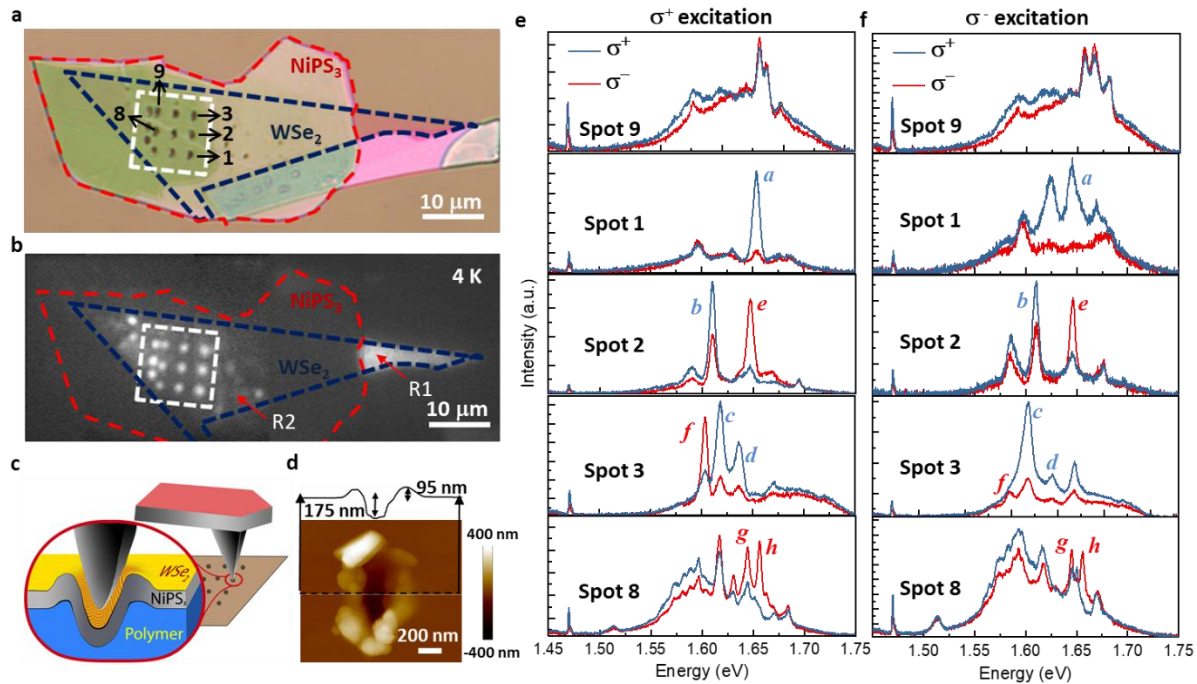 a
NiPS3
9
8
3
2
1
WSe2
10 μm
b
4 K
NiPS3
WSe2
R1
R2
10 μm
c
WSe2
NiPS3
Polymer
d
95 nm
175 nm
400 nm
-400 nm
200 nm
e
σ+ excitation
σ+
σ−
Spot 9
Spot 1
a
Spot 2
b
e
Spot 3
f
c
d
Spot 8
g
h
Intensity (a.u.)
1.45 1.50 1.55 1.60 1.65 1.70 1.75
Energy (eV)
f
σ- excitation
σ+
σ−
Spot 9
Spot 1
a
Spot 2
b
e
Spot 3
c
d
f
Spot 8
g
h
1.50 1.55 1.60 1.65 1.70 1.75
Energy (eV)